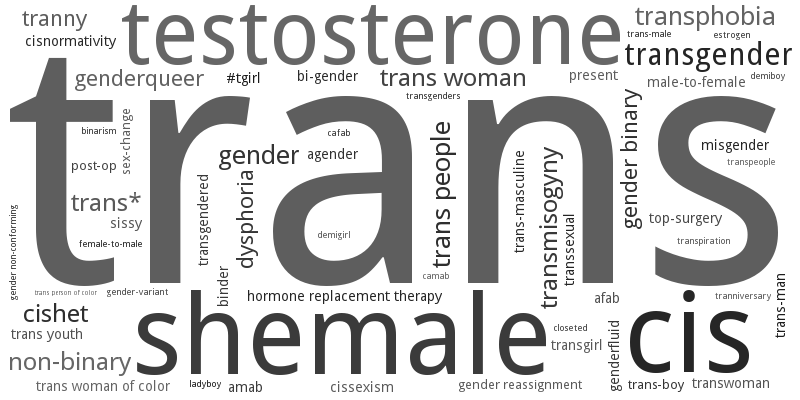 tranny
testosterone
transphobia
cisnormativity
trans-male
estrogen
transgender
genderqueer
#tgirl
bi-gender
trans woman
present
male-to-female
demiboy
transgenders
trans
binarism
sex-change
cafab
gender binary
misgender
post-op
gender
agender
trans people
trans-masculine
transmisogyny
transpeople
trans*
transgendered
dysphoria
sissy
transsexual
top-surgery
gender non-conforming
female-to-male
demigirl
transpiration
camab
trans person of color
gender-variant
binder
hormone replacement therapy
afab
tranniversary
trans-man
cishet
shemale
cis
trans youth
closeted
transgirl
genderfluid
non-binary
trans woman of color
ladyboy
amab
cissexism
gender reassignment
trans-boy
transwoman